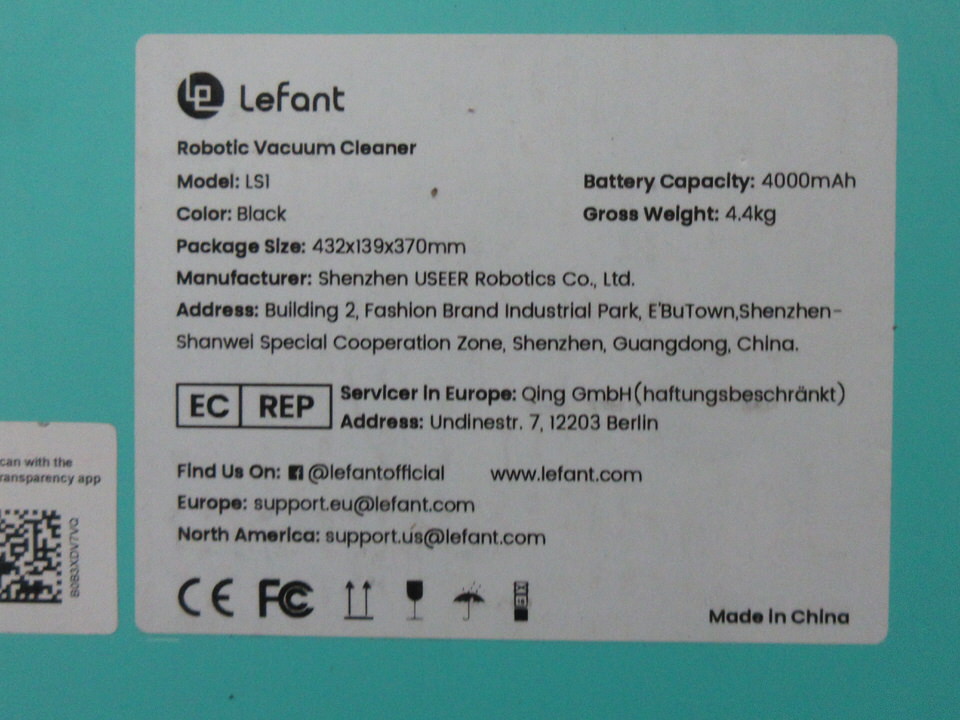 Lefant
Robotic Vacuum Cleaner
Model: LS1
Battery Capacity: 4000mAh
Color: Black
Gross Weight: 4.4kg
Package Size: 432x139x370mm
Manufacturer: Shenzhen USEER Robotics Co., Ltd.
Address: Building 2, Fashion Brand Industrial Park, E'BuTown,Shenzhen-
Shanwei Special Cooperation Zone, Shenzhen, Guangdong, China.
EC REP
Servicer in Europe: Qing GmbH(haftungsbeschränkt)
Address: Undinestr. 7, 12203 Berlin
Find Us On: @lefantofficial www.lefant.com
Europe: support.eu@lefant.com
North America: support.us@lefant.com
CE FC
Made in China
can with the
ransparency app
B0B3XDV7VQ